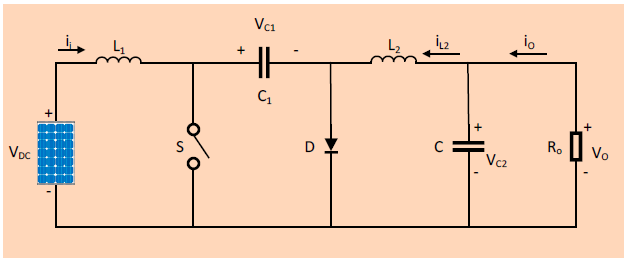 V_C1
i_i
L_1
+ -
L_2
i_L2
i_O
C_1
+
V_DC
-
S
D
C
+
V_C2
-
R_o
+
V_O
-